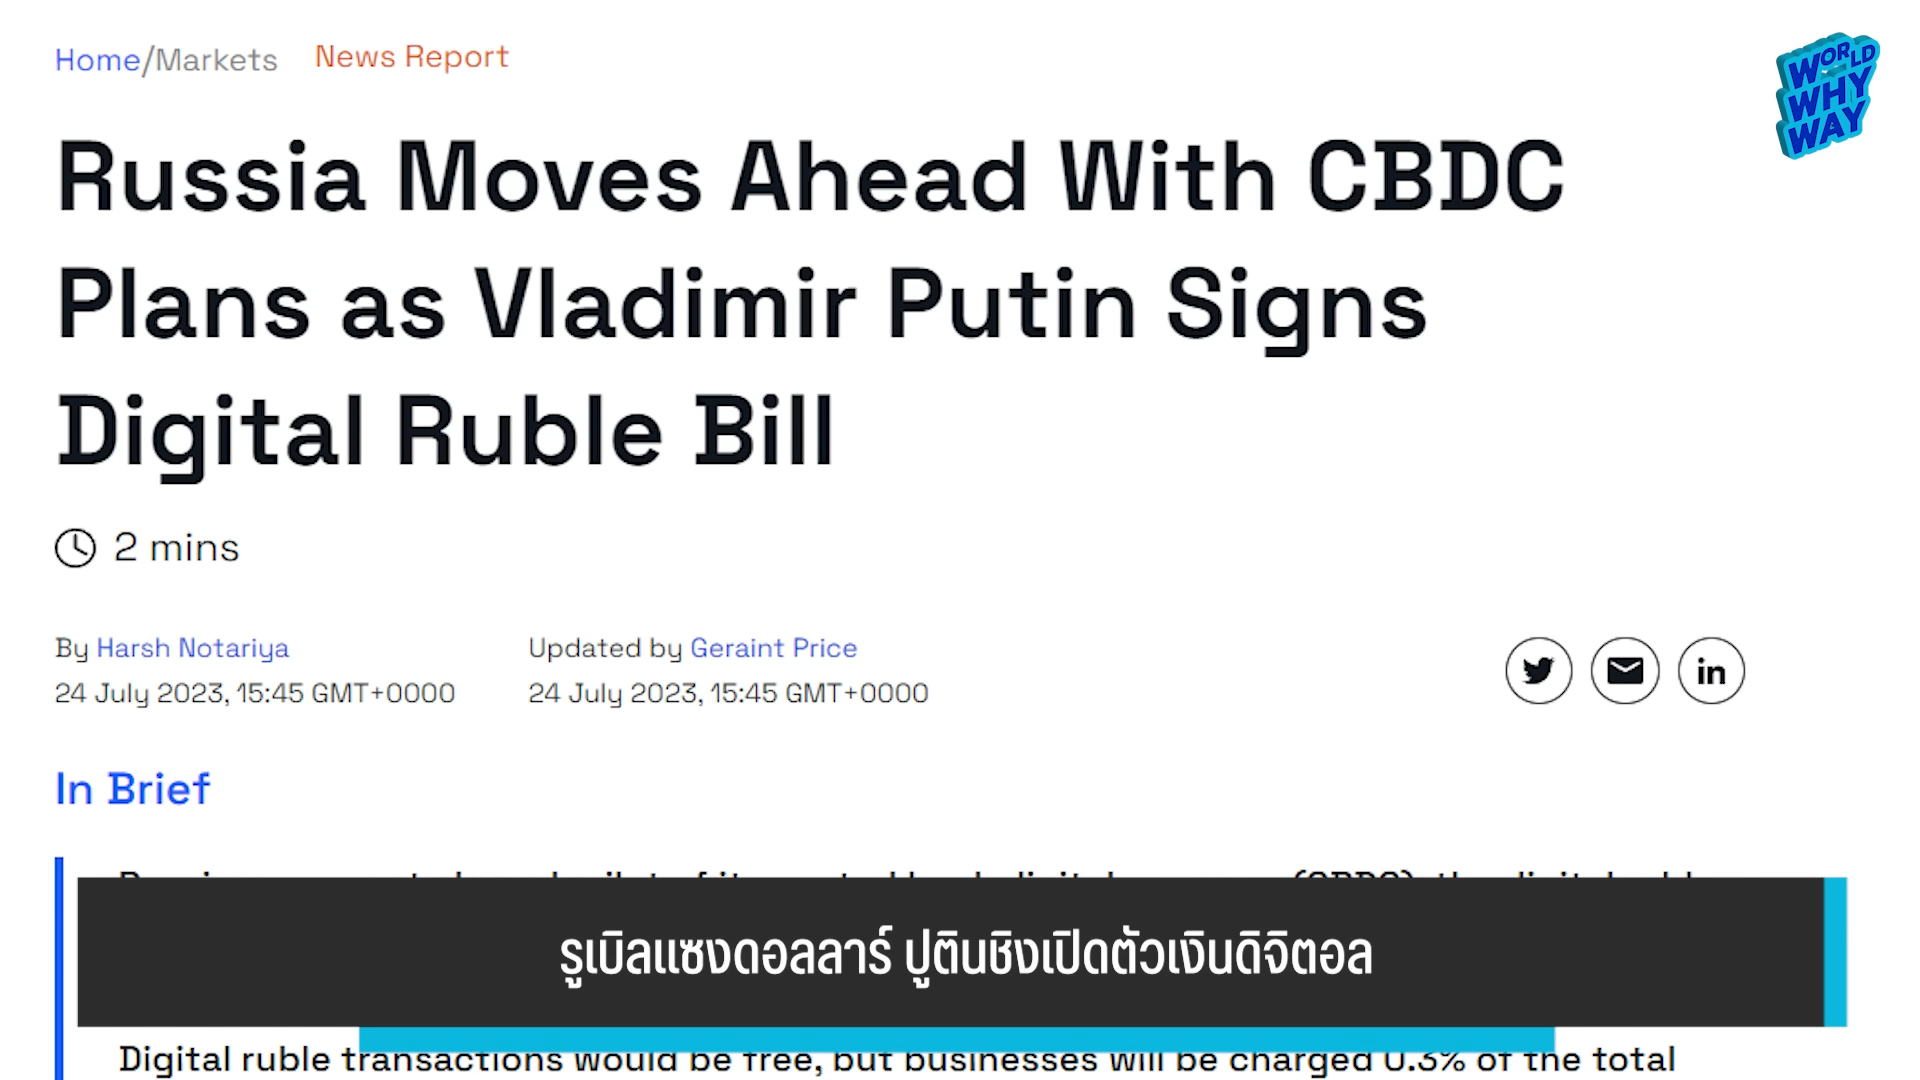 Home/Markets News Report
WORLD
WHY
WAY
Russia Moves Ahead With CBDC
Plans as Vladimir Putin Signs
Digital Ruble Bill
2 mins
By Harsh Notariya Updated by Geraint Price
24 July 2023, 15:45 GMT+0000 24 July 2023, 15:45 GMT+0000
in
In Brief
รูเบิลแซงดอลลาร์ ปูตินชิงเปิดตัวเงินดิจิตอล
Digital ruble transactions would be free, but businesses will be charged 0.3% of the total